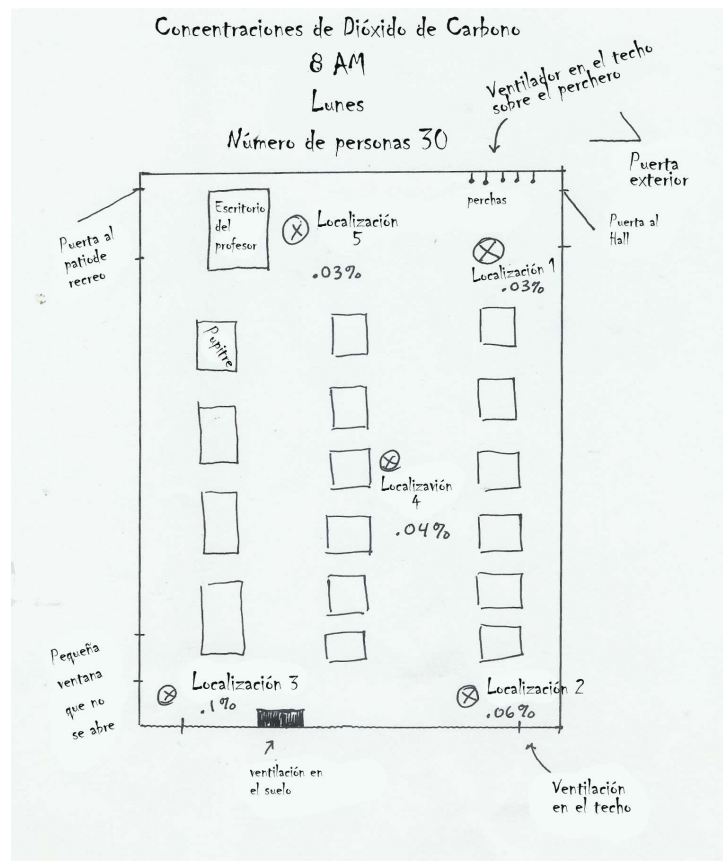 Concentraciones de Dióxido de Carbono
8 AM
Lunes
Número de personas 30
Ventilador en el techo
sobre el perchero
Puerta
exterior
perchas
Puerta al
Hall
Puerta al
patiode
recreo
Escritorio
del
profesor
Localización
5
.03%
Localización 1
.03%
Pupitre
Localizavión
4
.04%
Pequeña
ventana
que no
se abre
Localización 3
.1%
Localización 2
.06%
ventilación en
el suelo
Ventilación
en el techo